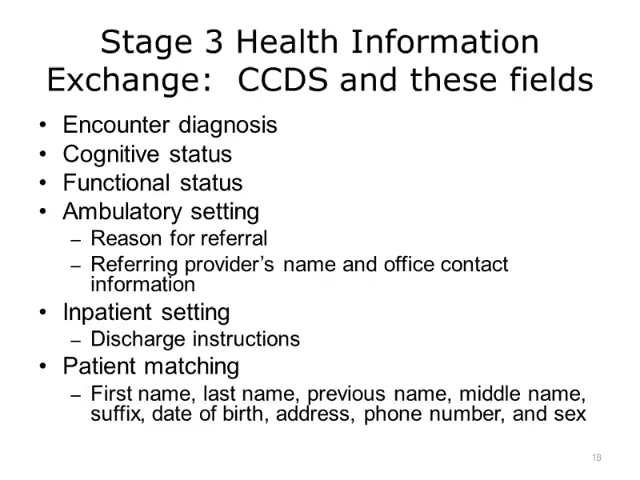 Stage 3 Health Information
Exchange:  CCDS and these fields
• Encounter diagnosis
• Cognitive status
• Functional status
• Ambulatory setting
– Reason for referral
– Referring provider's name and office contact
information
• Inpatient setting
– Discharge instructions
• Patient matching
– First name, last name, previous name, middle name,
suffix, date of birth, address, phone number, and sex
18